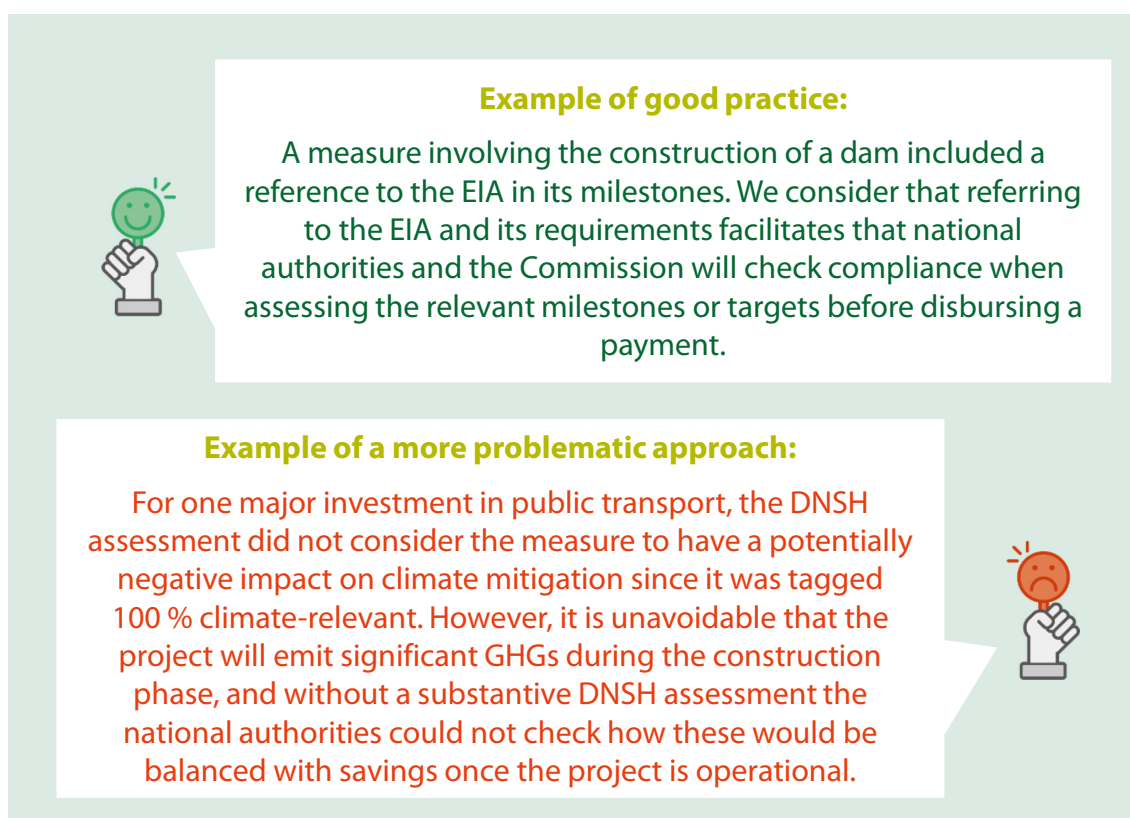 Example of good practice:
A measure involving the construction of a dam included a
reference to the EIA in its milestones. We consider that referring
to the EIA and its requirements facilitates that national
authorities and the Commission will check compliance when
assessing the relevant milestones or targets before disbursing a
payment.
Example of a more problematic approach:
For one major investment in public transport, the DNSH
assessment did not consider the measure to have a potentially
negative impact on climate mitigation since it was tagged
100 % climate-relevant. However, it is unavoidable that the
project will emit significant GHGs during the construction
phase, and without a substantive DNSH assessment the
national authorities could not check how these would be
balanced with savings once the project is operational.